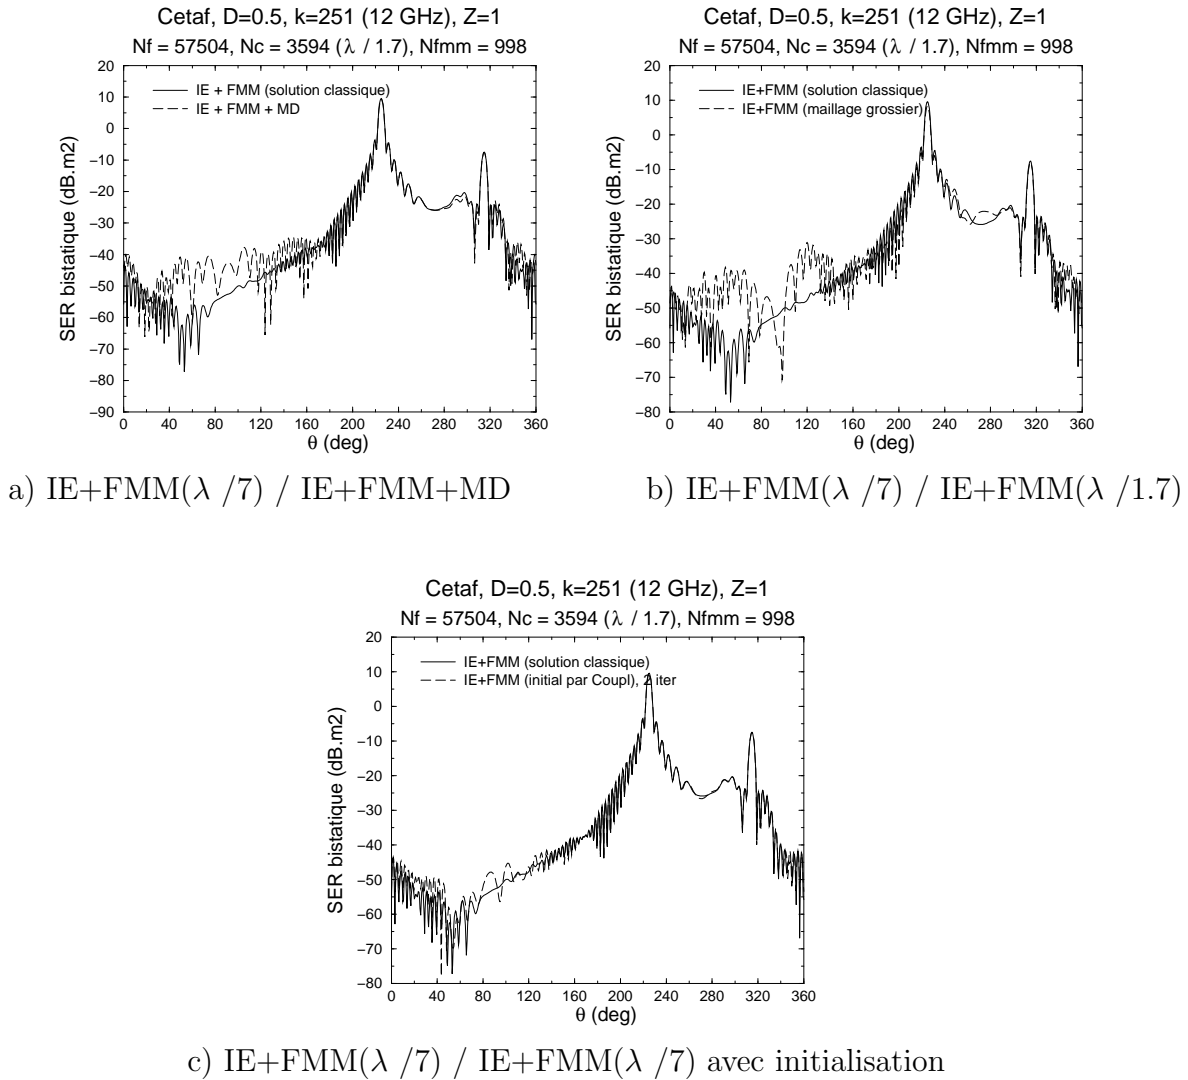 Cetaf, D=0.5, k=251 (12 GHz), Z=1
Nf = 57504, Nc = 3594 (λ / 1.7), Nfmm = 998
IE + FMM (solution classique)
IE + FMM + MD
SER bistatique (dB.m2)
20
10
0
−10
−20
−30
−40
−50
−60
−70
−80
−90
0 40 80 120 160 200 240 280 320 360
θ (deg)
a) IE+FMM(λ /7) / IE+FMM+MD
Cetaf, D=0.5, k=251 (12 GHz), Z=1
Nf = 57504, Nc = 3594 (λ / 1.7), Nfmm = 998
IE+FMM (solution classique)
IE+FMM (maillage grossier)
SER bistatique (dB.m2)
20
10
0
−10
−20
−30
−40
−50
−60
−70
−80
0 40 80 120 160 200 240 280 320 360
θ (deg)
b) IE+FMM(λ /7) / IE+FMM(λ /1.7)
Cetaf, D=0.5, k=251 (12 GHz), Z=1
Nf = 57504, Nc = 3594 (λ / 1.7), Nfmm = 998
IE+FMM (solution classique)
IE+FMM (initial par Coupl), 2 iter
SER bistatique (dB.m2)
20
10
0
−10
−20
−30
−40
−50
−60
−70
−80
0 40 80 120 160 200 240 280 320 360
θ (deg)
c) IE+FMM(λ /7) / IE+FMM(λ /7) avec initialisation